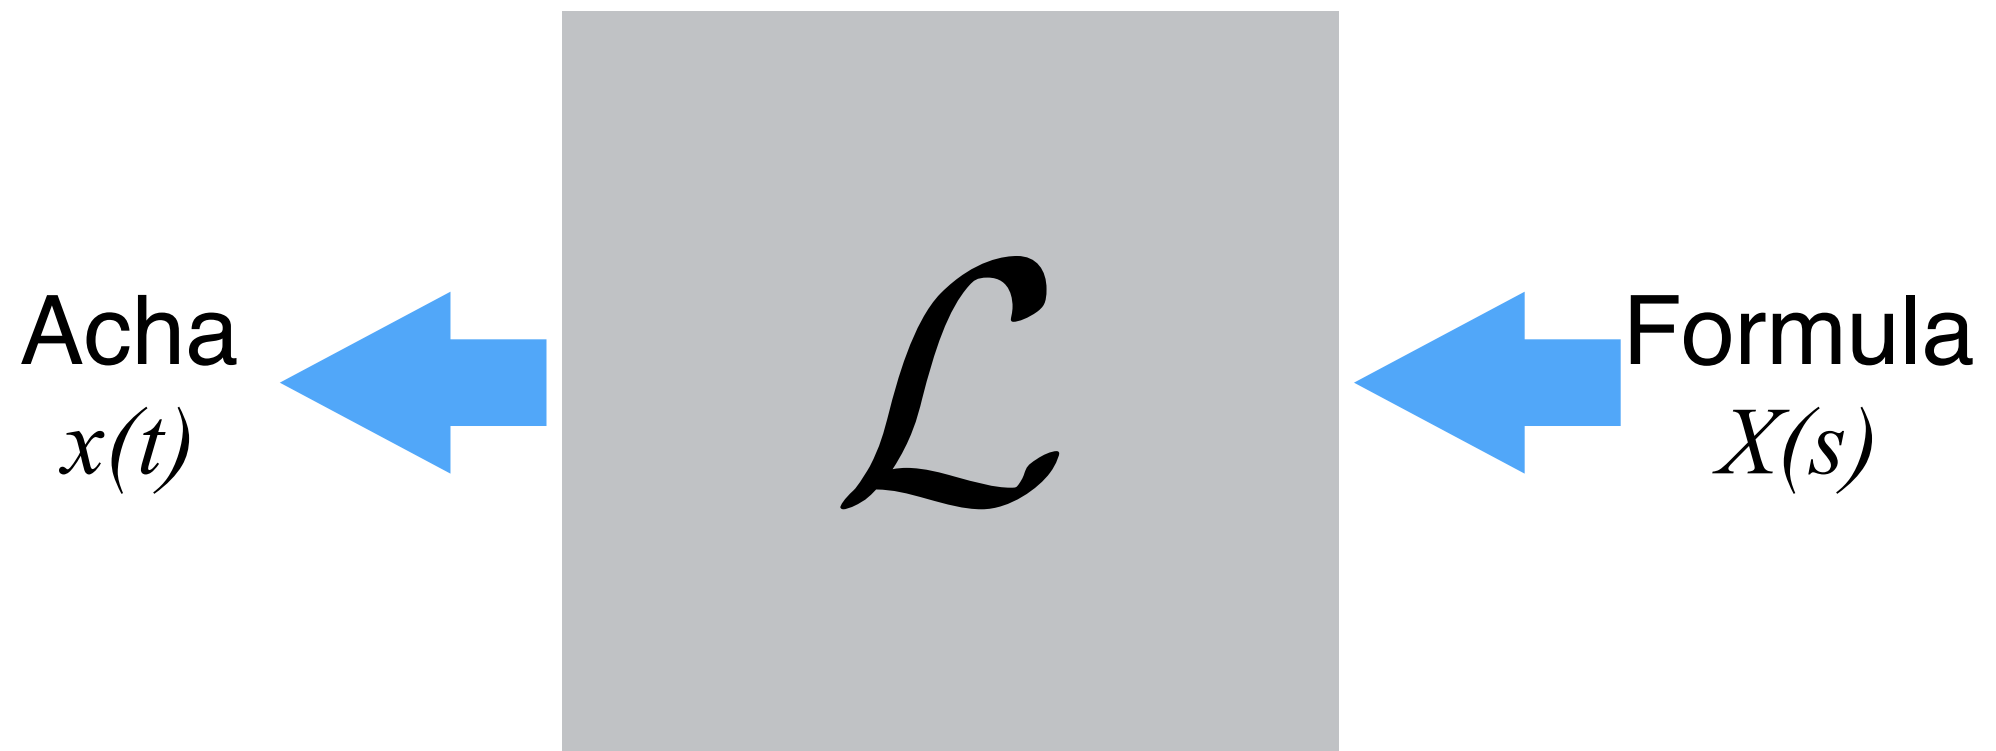 Acha
x(t)
ℒ
Formula
X(s)